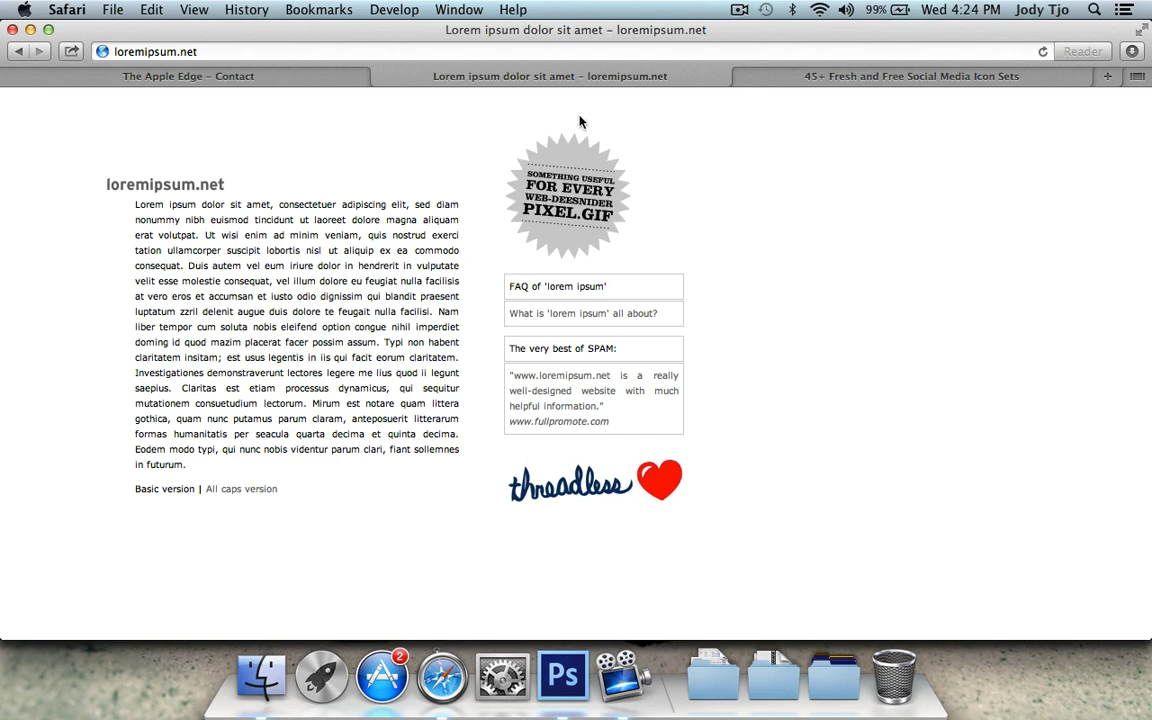 Safari File Edit View History Bookmarks Develop Window Help 99% Wed 4:24 PM Jody Tjo
Lorem ipsum dolor sit amet – loremipsum.net
loremipsum.net
Reader
The Apple Edge – Contact
Lorem ipsum dolor sit amet – loremipsum.net
45+ Fresh and Free Social Media Icon Sets
loremipsum.net
Lorem ipsum dolor sit amet, consectetuer adipiscing elit, sed diam
nonummy nibh euismod tincidunt ut laoreet dolore magna aliquam
erat volutpat. Ut wisi enim ad minim veniam, quis nostrud exerci
tation ullamcorper suscipit lobortis nisl ut aliquip ex ea commodo
consequat. Duis autem vel eum iriure dolor in hendrerit in vulputate
velit esse molestie consequat, vel illum dolore eu feugiat nulla facilisis
at vero eros et accumsan et iusto odio dignissim qui blandit praesent
luptatum zzril delenit augue duis dolore te feugait nulla facilisi. Nam
liber tempor cum soluta nobis eleifend option congue nihil imperdiet
doming id quod mazim placerat facer possim assum. Typi non habent
claritatem insitam; est usus legentis in iis qui facit eorum claritatem.
Investigationes demonstraverunt lectores legere me lius quod ii legunt
saepius. Claritas est etiam processus dynamicus, qui sequitur
mutationem consuetudium lectorum. Mirum est notare quam littera
gothica, quam nunc putamus parum claram, anteposuerit litterarum
formas humanitatis per seacula quarta decima et quinta decima.
Eodem modo typi, qui nunc nobis videntur parum clari, fiant sollemnes
in futurum.
Basic version | All caps version
SOMETHING USEFUL
FOR EVERY
WEB-DEESNIDER
PIXEL.GIF
FAQ of 'lorem ipsum'
What is 'lorem ipsum' all about?
The very best of SPAM:
"www.loremipsum.net is a really
well-designed website with much
helpful information."
www.fullpromote.com
threadless
2
Ps